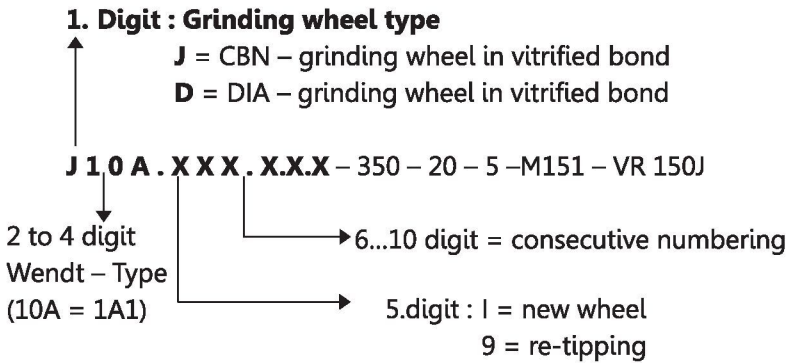 1. Digit : Grinding wheel type
J = CBN – grinding wheel in vitrified bond
D = DIA – grinding wheel in vitrified bond
J 1 0 A . X X X . X.X.X – 350 – 20 – 5 –M151 – VR 150J
2 to 4 digit
Wendt – Type
(10A = 1A1)
6...10 digit = consecutive numbering
5.digit : I = new wheel
9 = re-tipping